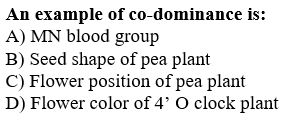 An example of co-dominance is:
A) MN blood group
B) Seed shape of pea plant
C) Flower position of pea plant
D) Flower color of 4’ O clock plant